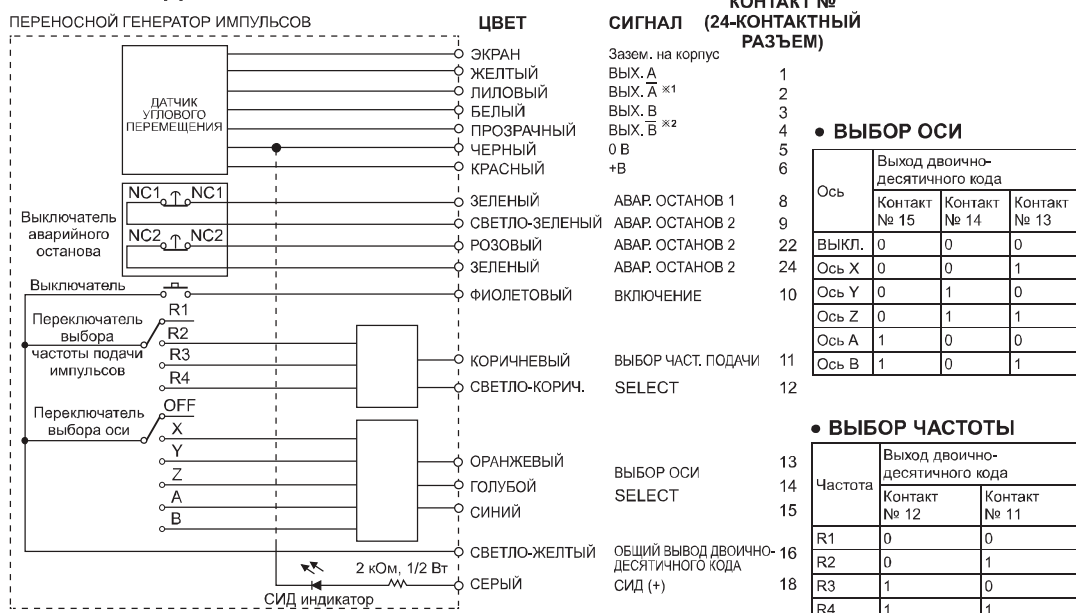 ПЕРЕНОСНОЙ ГЕНЕРАТОР ИМПУЛЬСОВ
ЦВЕТ
СИГНАЛ
КОНТАКТ №
(24-КОНТАКТНЫЙ
РАЗЪЕМ)
ДАТЧИК
УГЛОВОГО
ПЕРЕМЕЩЕНИЯ
ЭКРАН Зазем. на корпус
ЖЕЛТЫЙ ВЫХ. A 1
ЛИЛОВЫЙ ВЫХ. A̅ ※1 2
БЕЛЫЙ ВЫХ. B 3
ПРОЗРАЧНЫЙ ВЫХ. B̅ ※2 4
ЧЕРНЫЙ 0 В 5
КРАСНЫЙ +В 6
Выключатель
аварийного
останова
NC1 NC1
NC2 NC2
ЗЕЛЕНЫЙ АВАР. ОСТАНОВ 1 8
СВЕТЛО-ЗЕЛЕНЫЙ АВАР. ОСТАНОВ 2 9
РОЗОВЫЙ АВАР. ОСТАНОВ 2 22
ЗЕЛЕНЫЙ АВАР. ОСТАНОВ 2 24
Выключатель
ФИОЛЕТОВЫЙ ВКЛЮЧЕНИЕ 10
Переключатель
выбора
частоты подачи
импульсов
R1
R2
R3
R4
КОРИЧНЕВЫЙ ВЫБОР ЧАСТ. ПОДАЧИ 11
СВЕТЛО-КОРИЧ. SELECT 12
Переключатель
выбора оси
OFF
X
Y
Z
A
B
ОРАНЖЕВЫЙ 13
ГОЛУБОЙ 14
СИНИЙ 15
ВЫБОР ОСИ
SELECT
СВЕТЛО-ЖЕЛТЫЙ ОБЩИЙ ВЫВОД ДВОИЧНО- 16
ДЕСЯТИЧНОГО КОДА
2 кОм, 1/2 Вт
СЕРЫЙ СИД (+) 18
СИД индикатор
● ВЫБОР ОСИ
Ось
Выход двоично-
десятичного кода
Контакт Контакт Контакт
№ 15 № 14 № 13
ВЫКЛ. 0 0 0
Ось X 0 0 1
Ось Y 0 1 0
Ось Z 0 1 1
Ось A 1 0 0
Ось B 1 0 1
● ВЫБОР ЧАСТОТЫ
Частота
Выход двоично-
десятичного кода
Контакт Контакт
№ 12 № 11
R1 0 0
R2 0 1
R3 1 0
R4 1 1